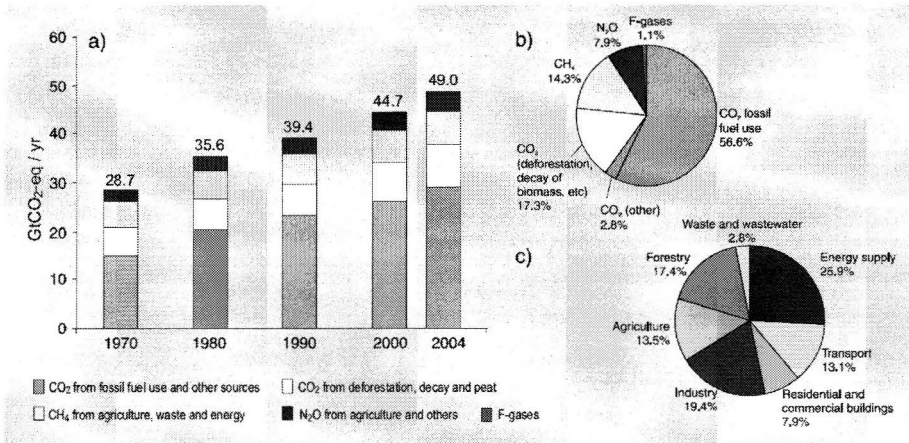 a)
GtCO₂-eq / yr
60
50
40
30
20
10
0
28.7
35.6
39.4
44.7
49.0
1970
1980
1990
2000
2004
CO₂ from fossil fuel use and other sources
CO₂ from deforestation, decay and peat
CH₄ from agriculture, waste and energy
N₂O from agriculture and others
F-gases
b)
F-gases
1.1%
N₂O
7.9%
CH₄
14.3%
CO₂ fossil
fuel use
56.6%
CO₂
(deforestation,
decay of
biomass, etc)
17.3%
CO₂ (other)
2.8%
c)
Waste and wastewater
2.8%
Forestry
17.4%
Energy supply
25.9%
Agriculture
13.5%
Transport
13.1%
Industry
19.4%
Residential and
commercial buildings
7.9%